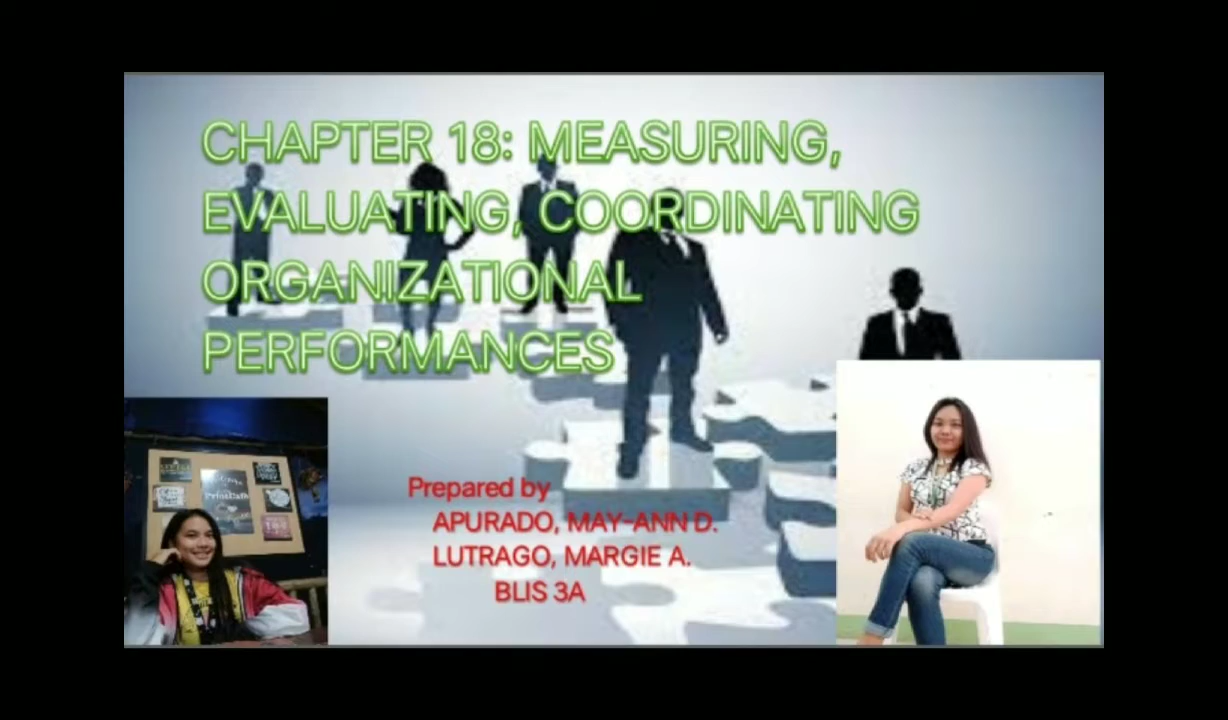 CHAPTER 18: MEASURING,
EVALUATING, COORDINATING
ORGANIZATIONAL
PERFORMANCES
Prepared by
APURADO, MAY-ANN D.
LUTRAGO, MARGIE A.
BLIS 3A